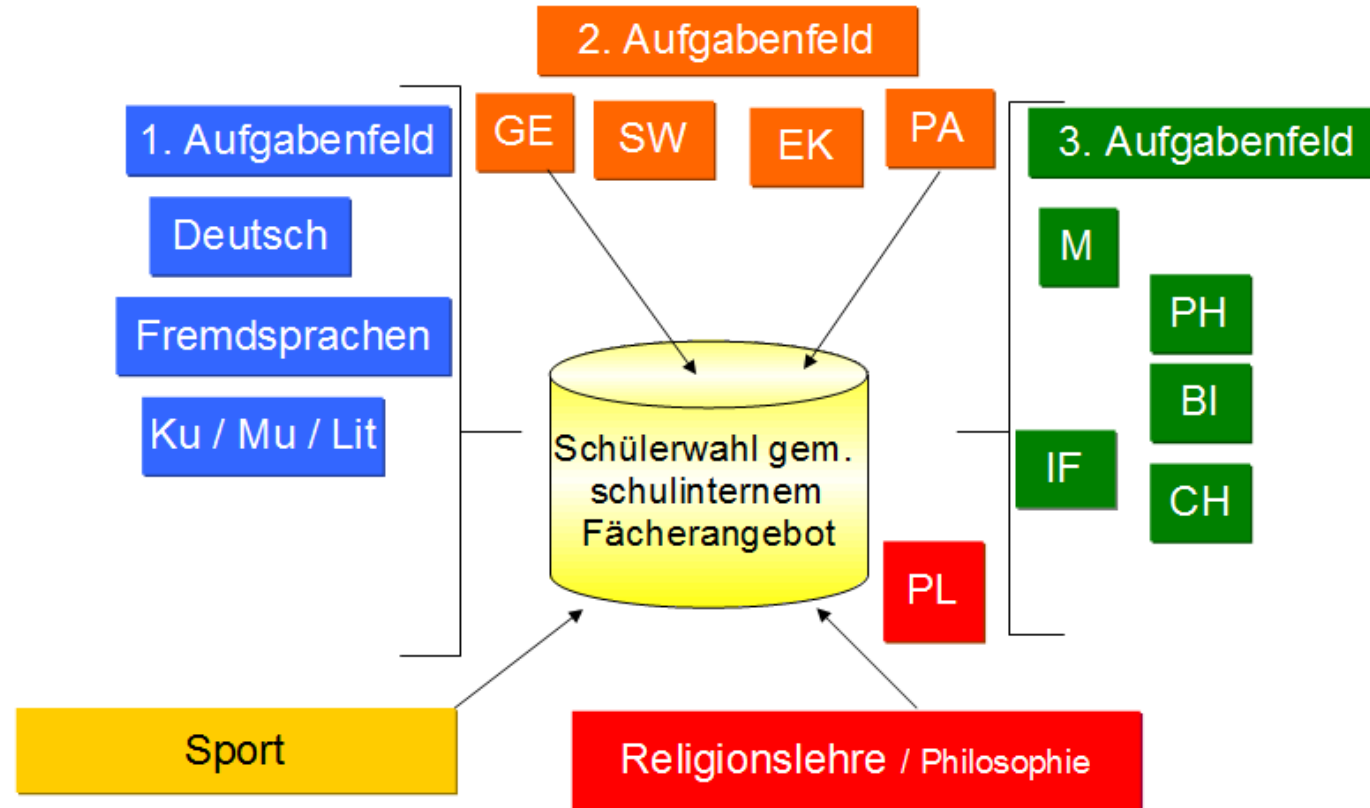 2. Aufgabenfeld
GE
SW
EK
PA
1. Aufgabenfeld
Deutsch
Fremdsprachen
Ku / Mu / Lit
3. Aufgabenfeld
M
PH
BI
IF
CH
Schülerwahl gem.
schulinternem
Fächerangebot
PL
Sport
Religionslehre / Philosophie